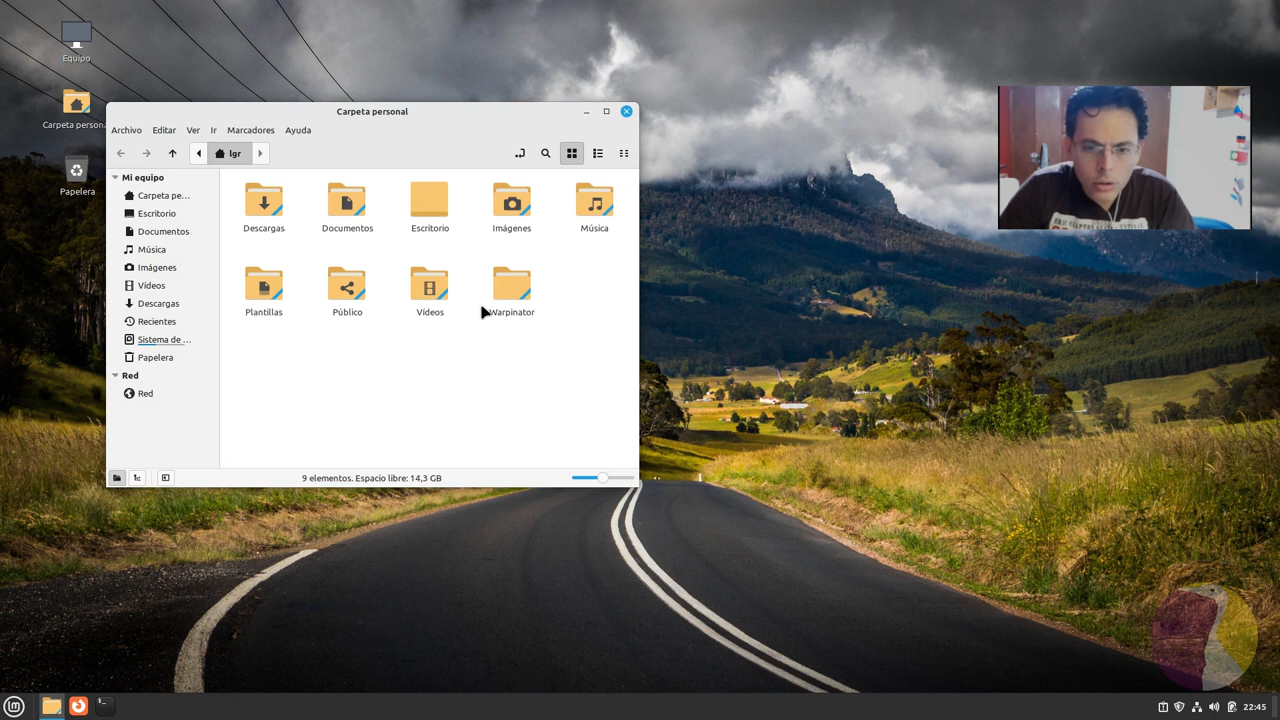 Equipo
Carpeta person
Papelera
Carpeta personal
Archivo Editar Ver Ir Marcadores Ayuda
lgr
Mi equipo
Carpeta pe...
Escritorio
Documentos
Música
Imágenes
Vídeos
Descargas
Recientes
Sistema de ...
Papelera
Red
Red
Descargas Documentos Escritorio Imágenes Música
Plantillas Público Vídeos Warpinator
9 elementos. Espacio libre: 14,3 GB
22:45